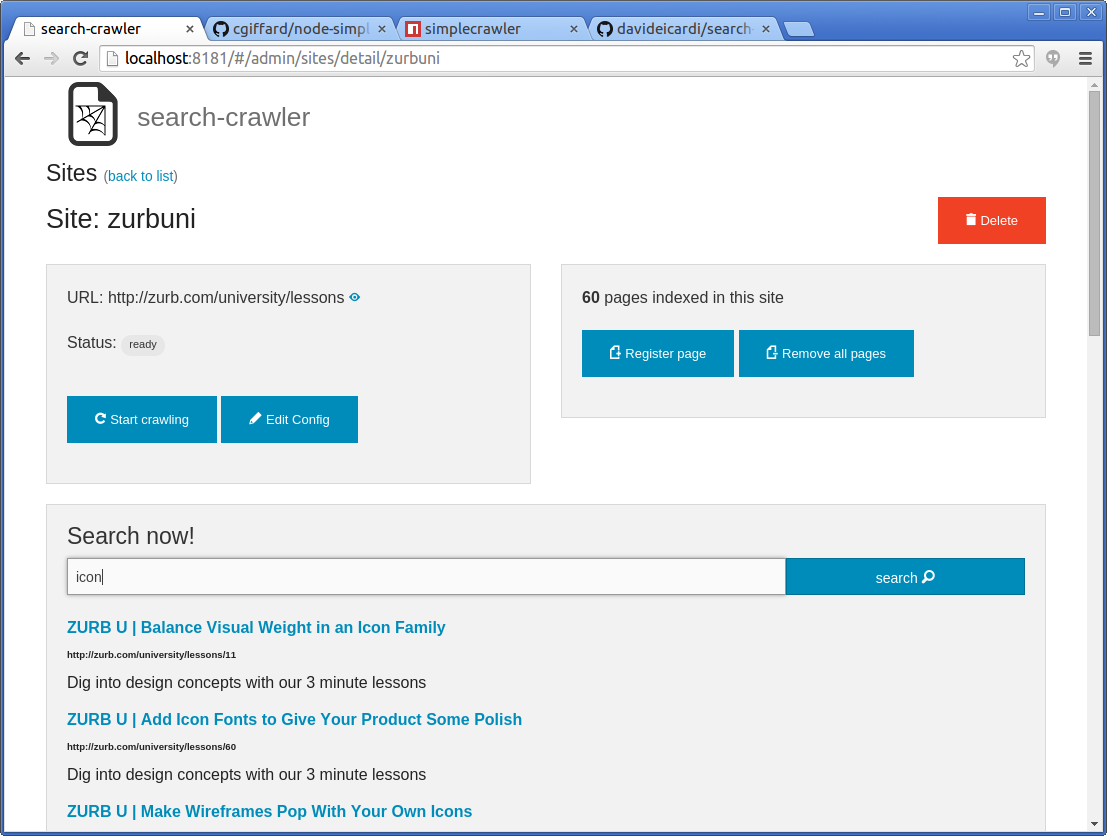 search-crawler
cgiffard/node-simpl
simplecrawler
davideicardi/search-
localhost:8181/#/admin/sites/detail/zurbuni
search-crawler
Sites (back to list)
Site: zurbuni
Delete
URL: http://zurb.com/university/lessons
Status: ready
Start crawling
Edit Config
60 pages indexed in this site
Register page
Remove all pages
Search now!
icon
search
ZURB U | Balance Visual Weight in an Icon Family
http://zurb.com/university/lessons/11
Dig into design concepts with our 3 minute lessons
ZURB U | Add Icon Fonts to Give Your Product Some Polish
http://zurb.com/university/lessons/60
Dig into design concepts with our 3 minute lessons
ZURB U | Make Wireframes Pop With Your Own Icons